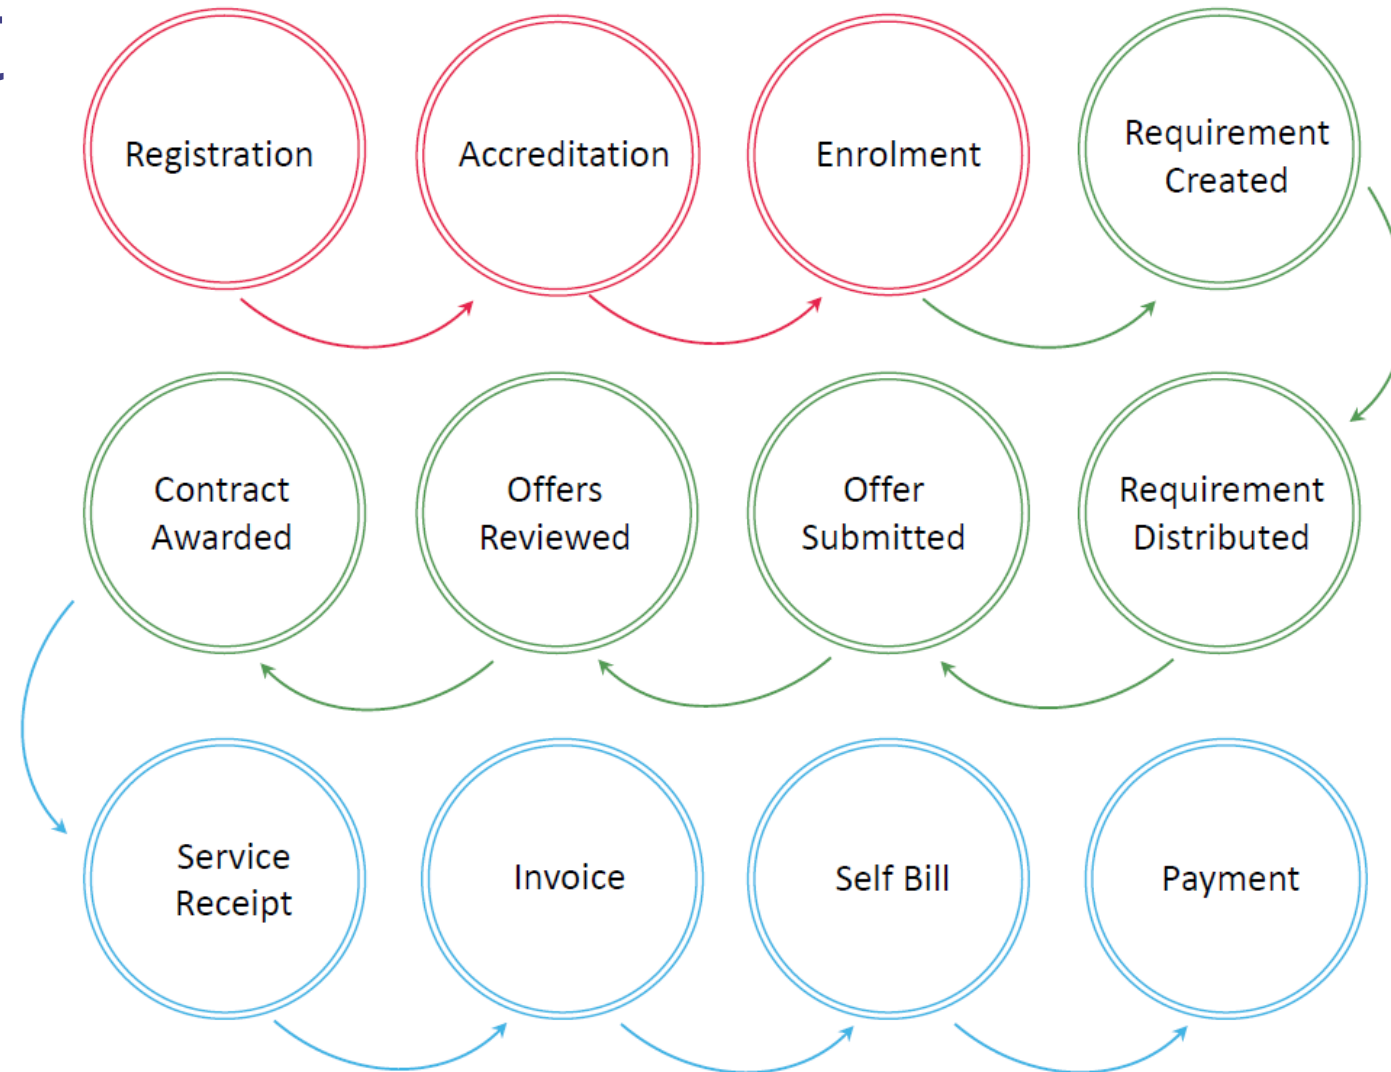 Registration
Accreditation
Enrolment
Requirement
Created
Contract
Awarded
Offers
Reviewed
Offer
Submitted
Requirement
Distributed
Service
Receipt
Invoice
Self Bill
Payment